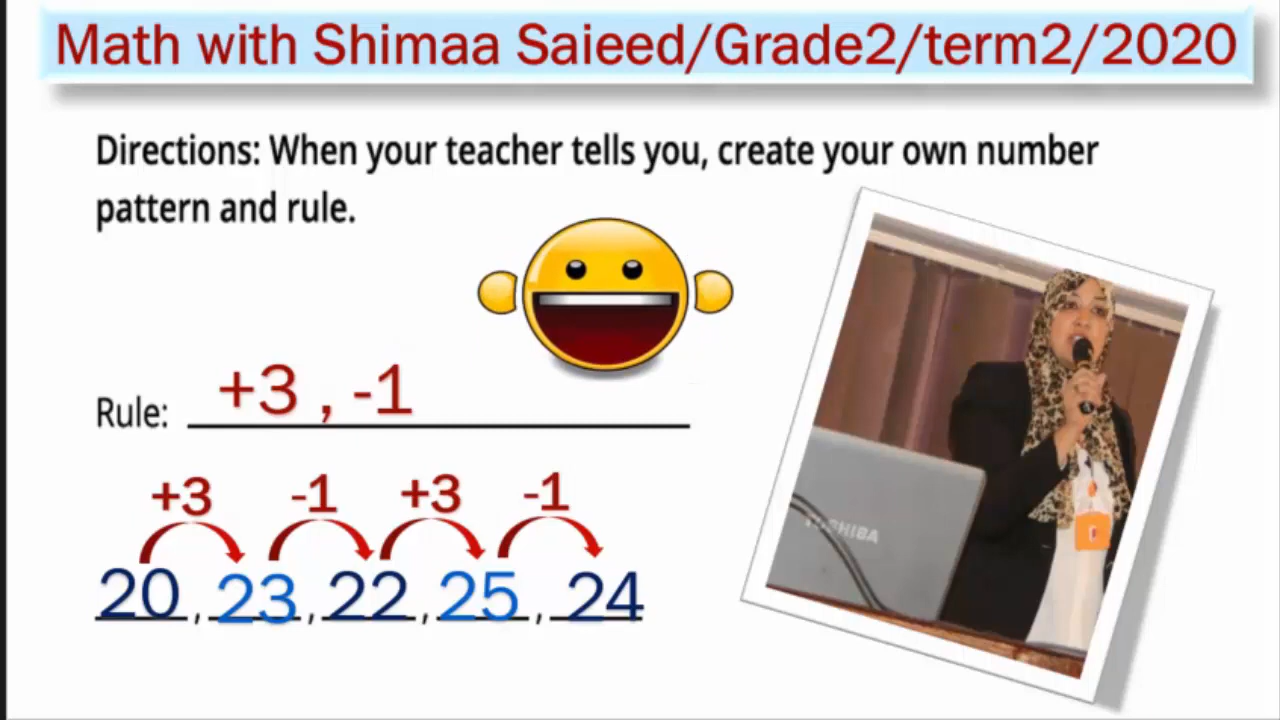 Math with Shimaa Saieed/Grade2/term2/2020
Directions: When your teacher tells you, create your own number
pattern and rule.
Rule: +3 , -1
+3 -1 +3 -1
20 , 23 , 22 , 25 , 24
TOSHIBA